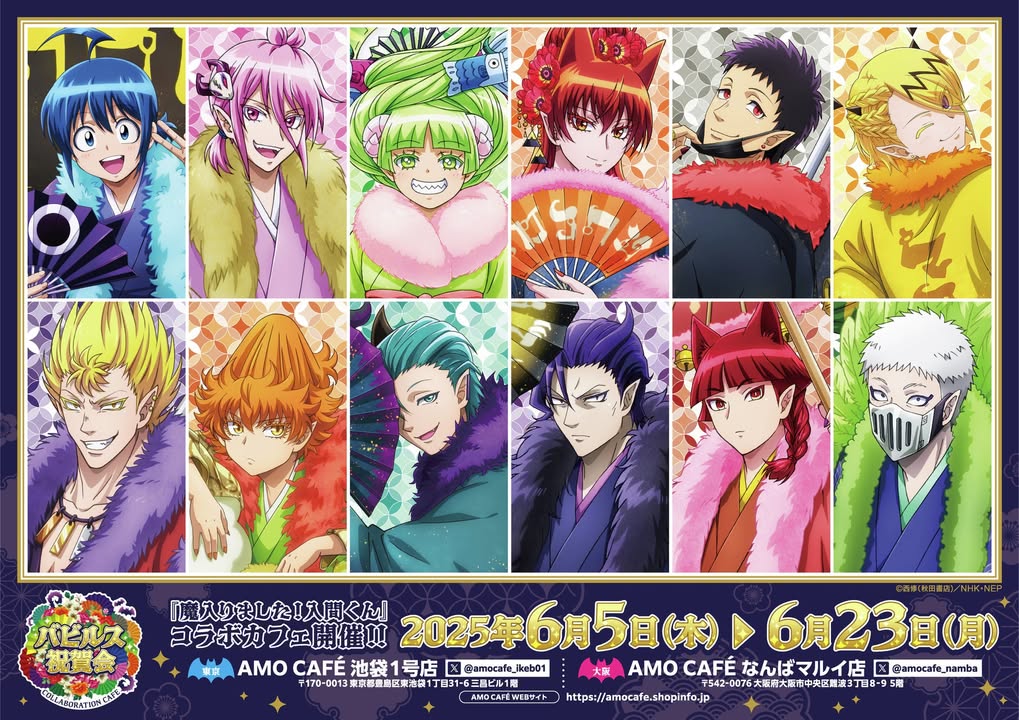 ©西修(秋田書店)/NHK・NEP
バビルス
祝賀会
COLLABORATION CAFE
『魔入りました!入間くん』
コラボカフェ開催!!
2025年6月5日(木)▶6月23日(月)
東京 AMO CAFÉ 池袋1号店 X @amocafe_ikeb01
〒170-0013 東京都豊島区東池袋1丁目31-6 三昌ビル1階
大阪 AMO CAFÉ なんばマルイ店 X @amocafe_namba
〒542-0076 大阪府大阪市中央区難波3丁目8-9 5階
AMO CAFÉ WEBサイト https://amocafe.shopinfo.jp